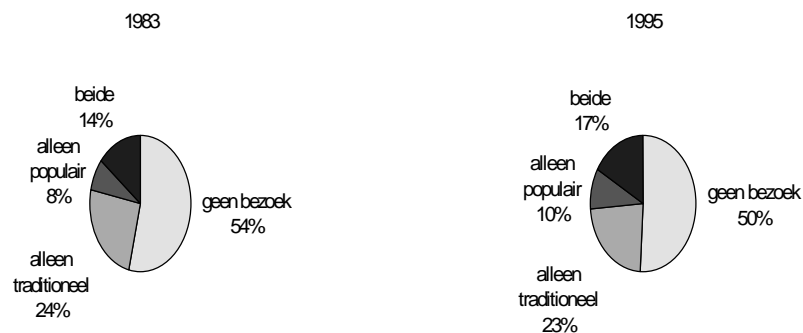 1983
beide
14%
alleen
populair
8%
geen bezoek
54%
alleen
traditioneel
24%
1995
beide
17%
alleen
populair
10%
geen bezoek
50%
alleen
traditioneel
23%